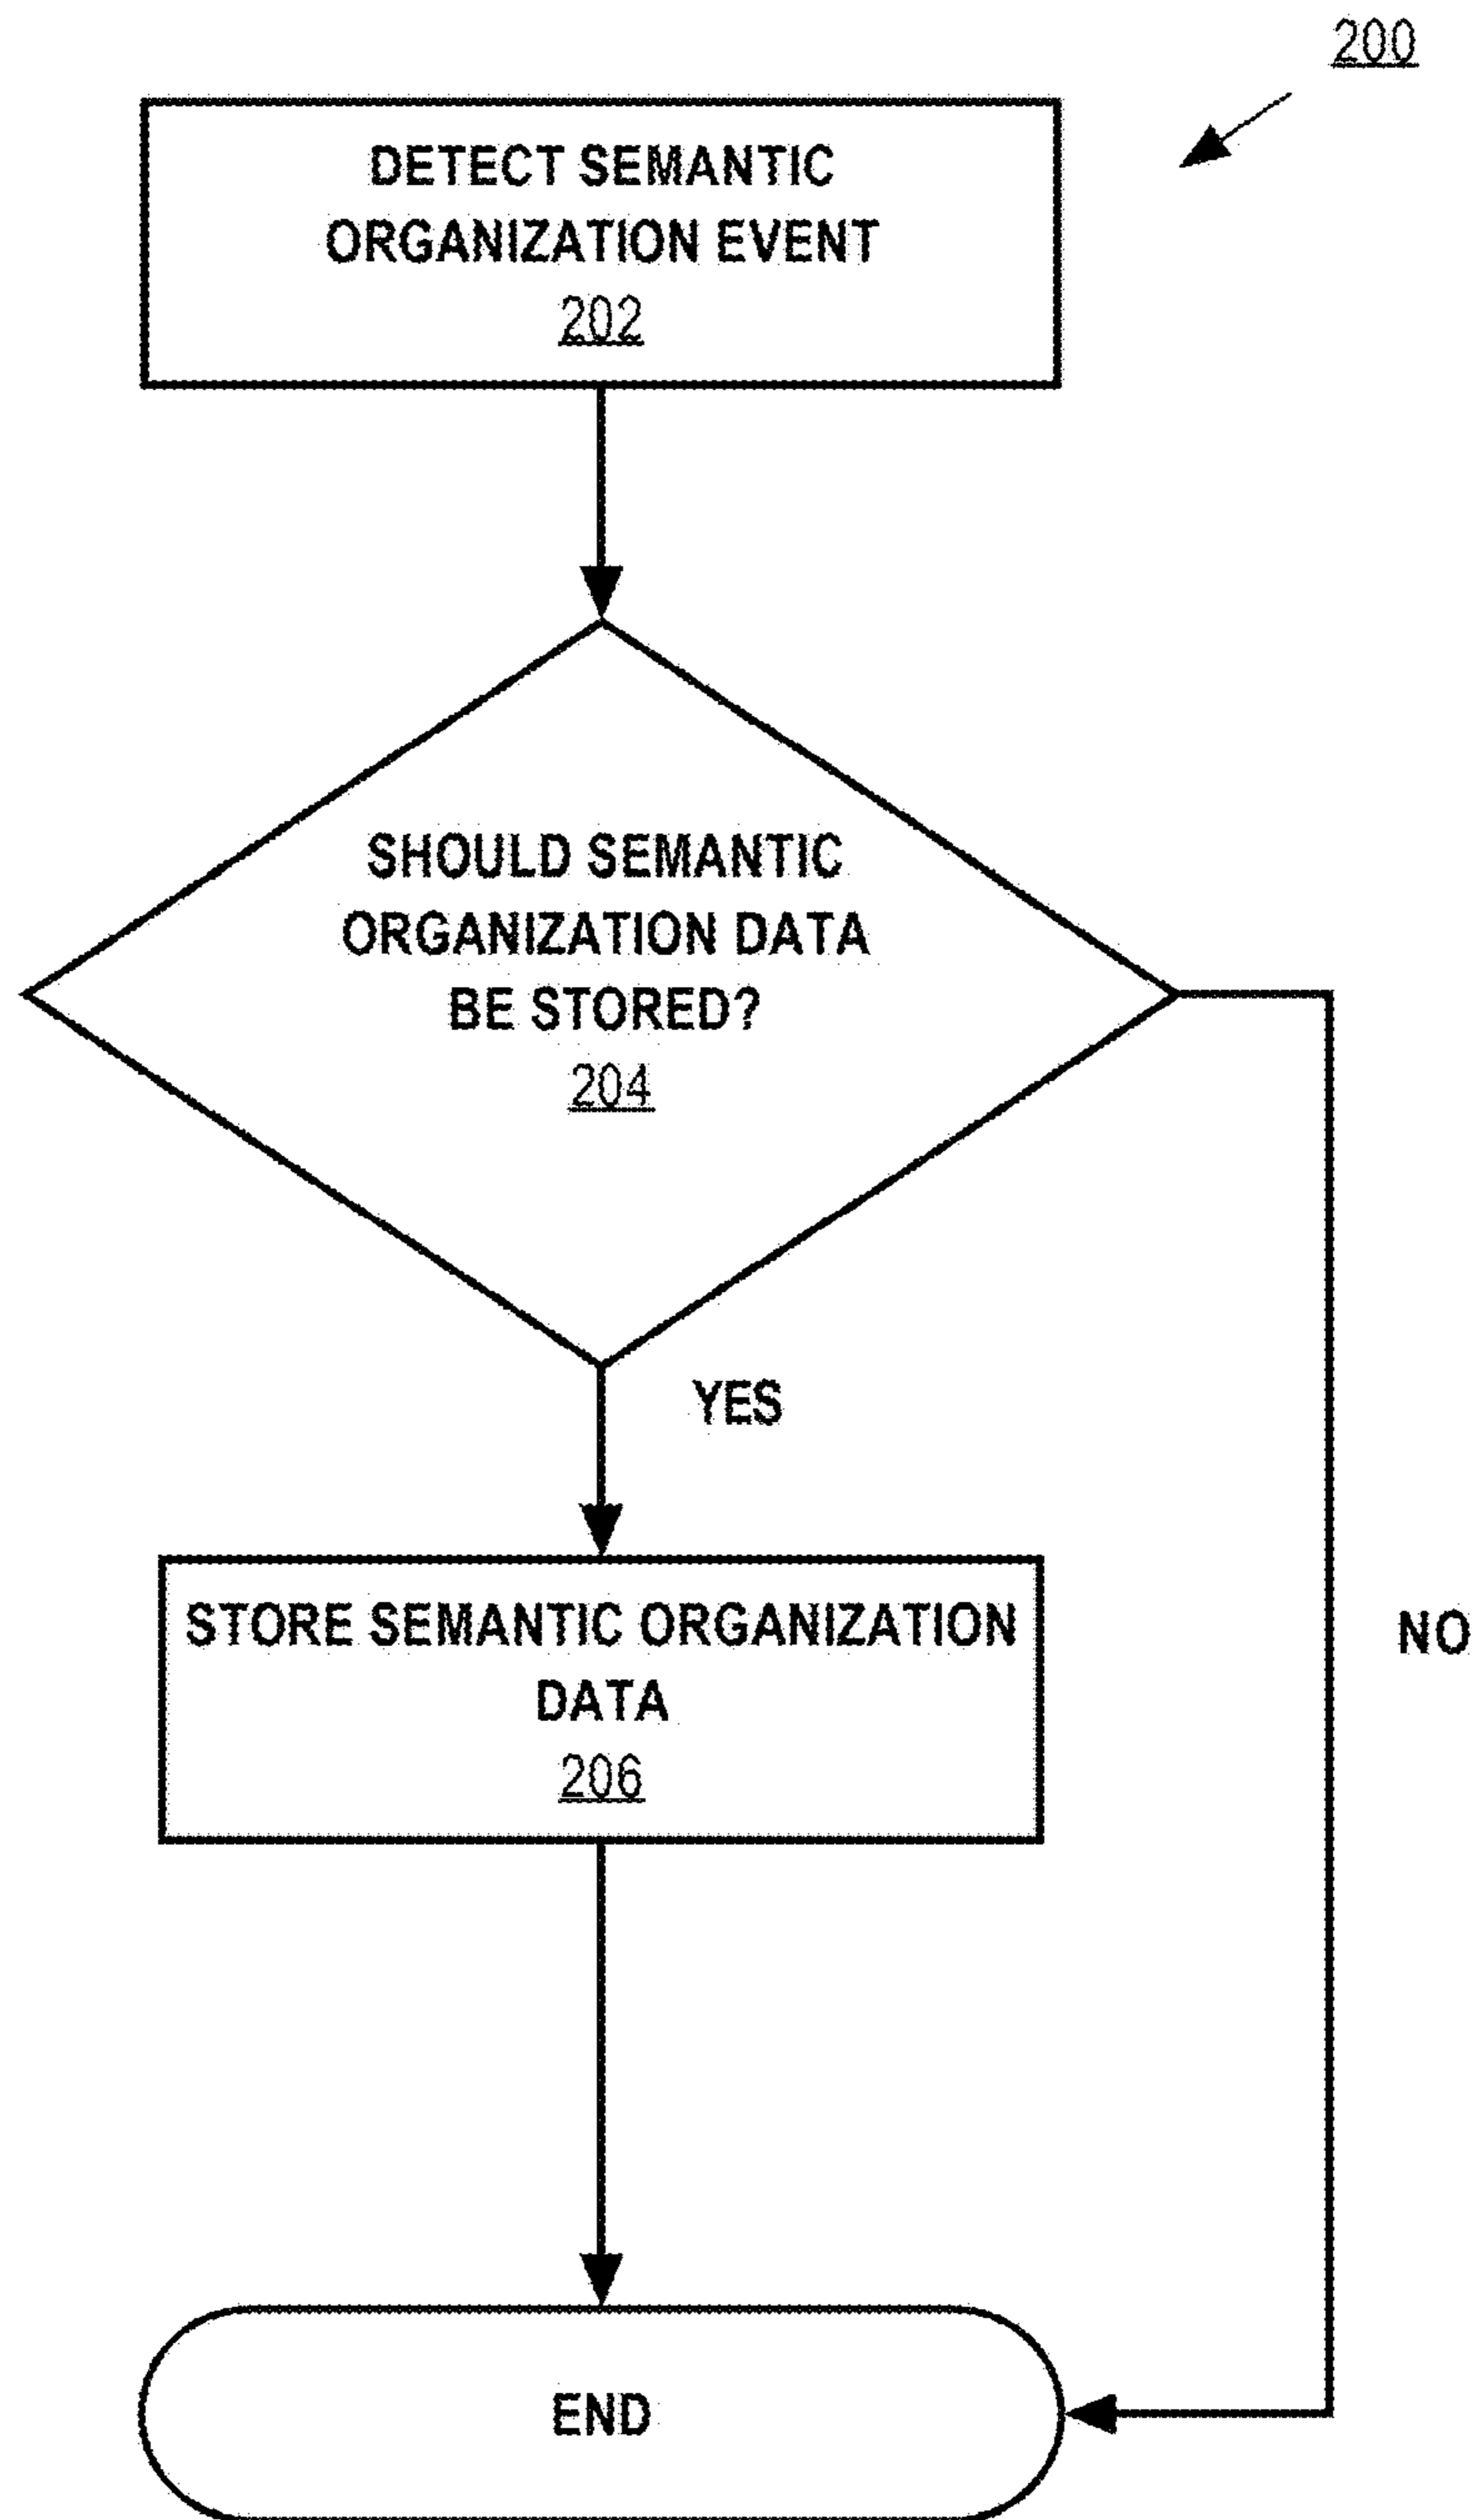 200
DETECT SEMANTIC
ORGANIZATION EVENT
202
SHOULD SEMANTIC
ORGANIZATION DATA
BE STORED?
204
YES
STORE SEMANTIC ORGANIZATION
DATA
206
NO
END